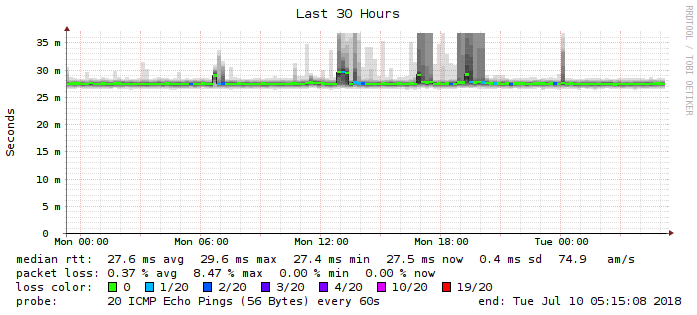 Last 30 Hours
RRDTOOL / TOBI OETIKER
Seconds
35 m
30 m
25 m
20 m
15 m
10 m
5 m
0
Mon 00:00 Mon 06:00 Mon 12:00 Mon 18:00 Tue 00:00
median rtt: 27.6 ms avg 29.6 ms max 27.4 ms min 27.5 ms now 0.4 ms sd 74.9 am/s
packet loss: 0.37 % avg 8.47 % max 0.00 % min 0.00 % now
loss color: 0 1/20 2/20 3/20 4/20 10/20 19/20
probe: 20 ICMP Echo Pings (56 Bytes) every 60s end: Tue Jul 10 05:15:08 2018